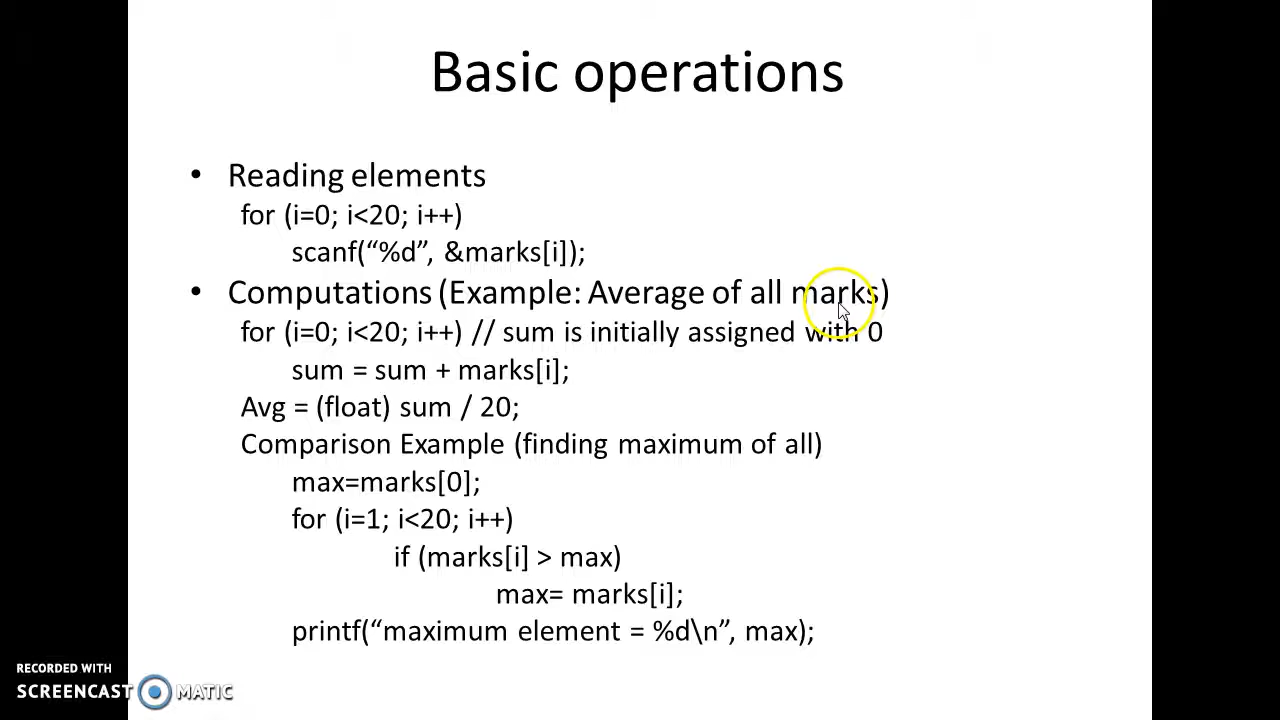 Basic operations
• Reading elements
for (i=0; i<20; i++)
scanf(“%d”, &marks[i]);
• Computations (Example: Average of all marks)
for (i=0; i<20; i++) // sum is initially assigned with 0
sum = sum + marks[i];
Avg = (float) sum / 20;
Comparison Example (finding maximum of all)
max=marks[0];
for (i=1; i<20; i++)
if (marks[i] > max)
max= marks[i];
printf(“maximum element = %d\n”, max);
RECORDED WITH
SCREENCAST MATIC